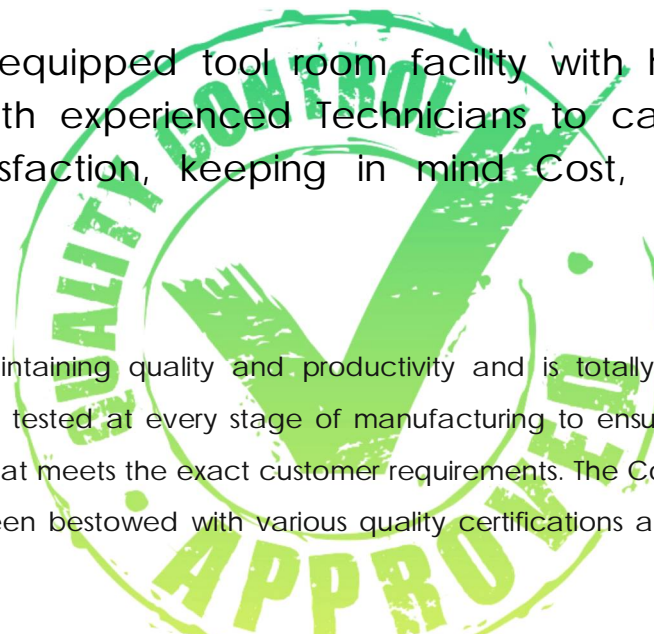 equipped tool room facility with
th experienced Technicians to ca
sfaction, keeping in mind Cost,
QUALITY CONTROL
intaining quality and productivity and is totally
tested at every stage of manufacturing to ensu
at meets the exact customer requirements. The Co
een bestowed with various quality certifications a
APPROVED